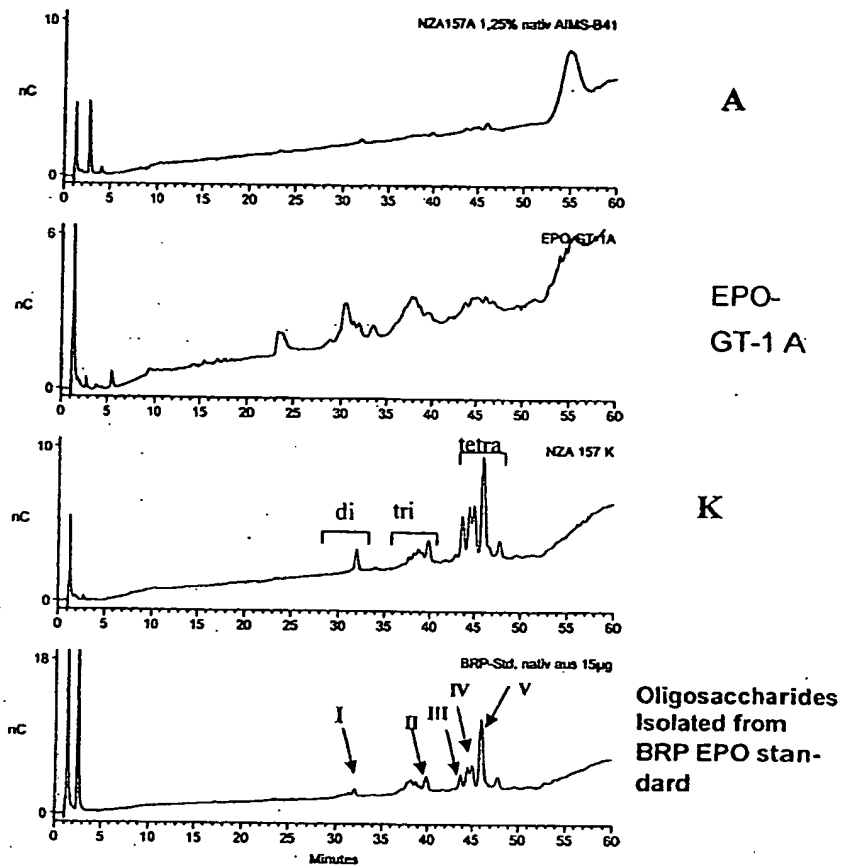 10
NZA157A 1,25% nativ AIMS-B41
nC
A
0
0 5 10 15 20 25 30 35 40 45 50 55 60
6
EPO-GT-1A
nC
EPO-
GT-1 A
0
0 5 10 15 20 25 30 35 40 45 50 55 60
10
tetra
NZA 157 K
nC
di tri
K
0
0 5 10 15 20 25 30 35 40 45 50 55 60
18
BRP-Std. nativ aus 15µg
I II III IV V
nC
Oligosaccharides
Isolated from
BRP EPO stan-
dard
0
0 5 10 15 20 25 30 35 40 45 50 55 60
Minutes